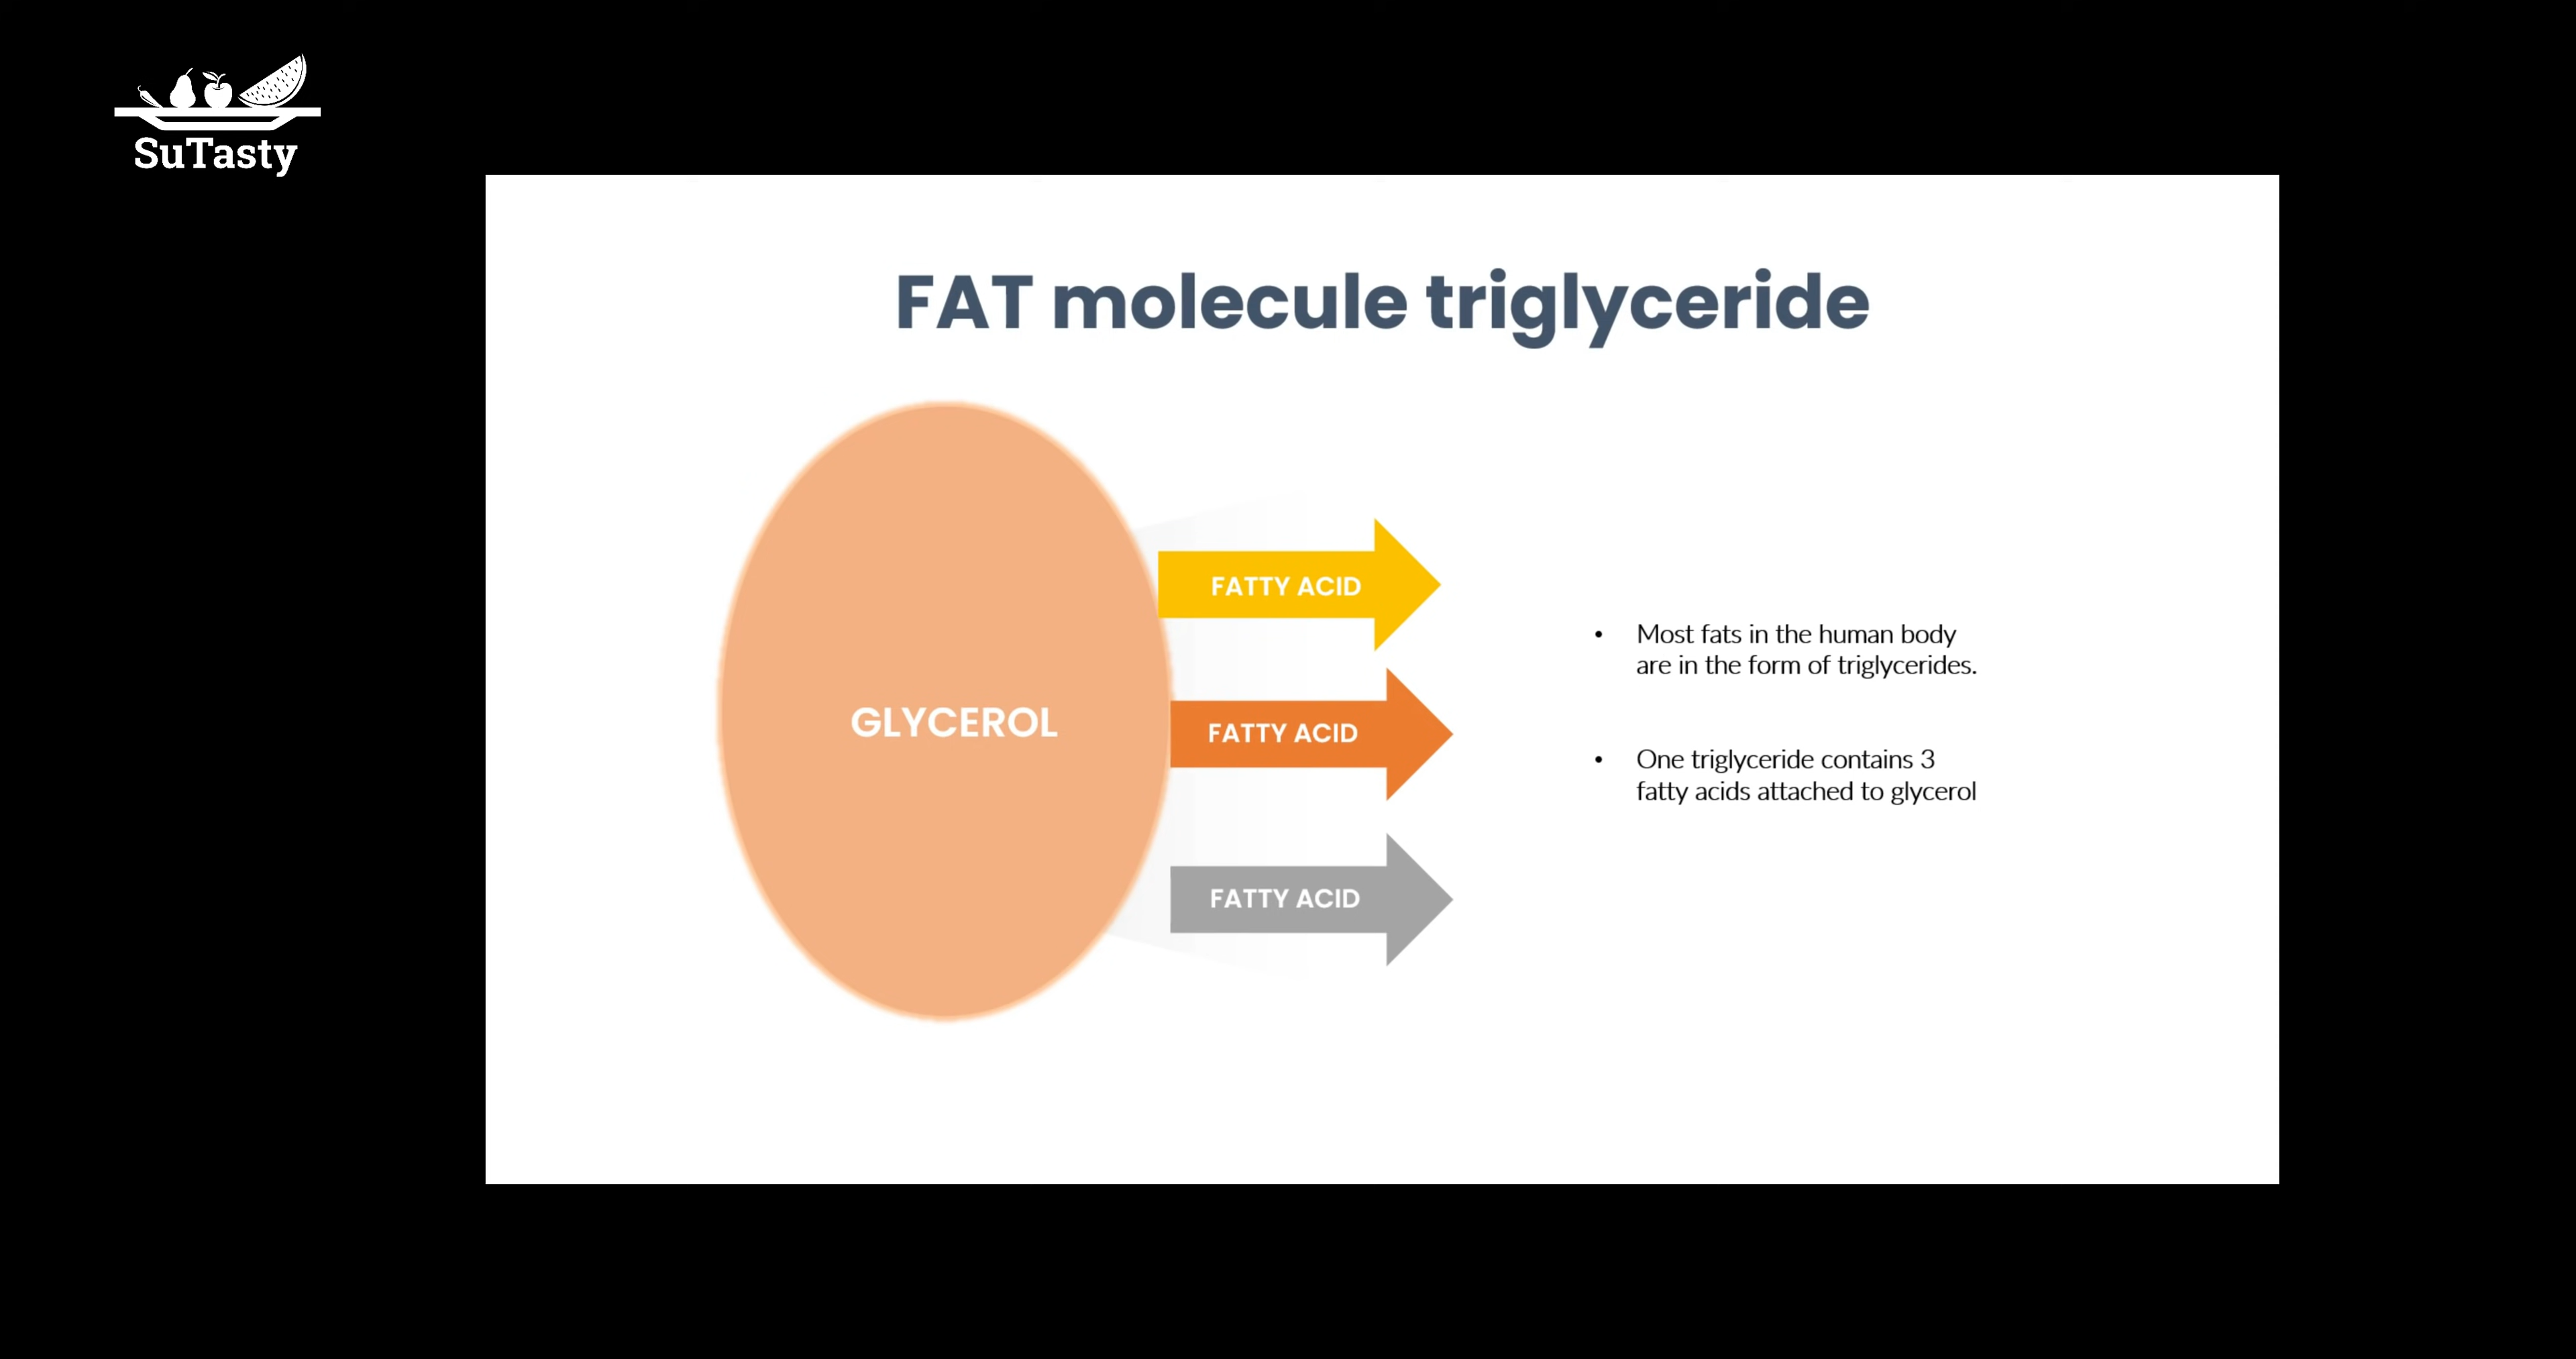 SuTasty
FAT molecule triglyceride
GLYCEROL
FATTY ACID
FATTY ACID
FATTY ACID
• Most fats in the human body
are in the form of triglycerides.
• One triglyceride contains 3
fatty acids attached to glycerol